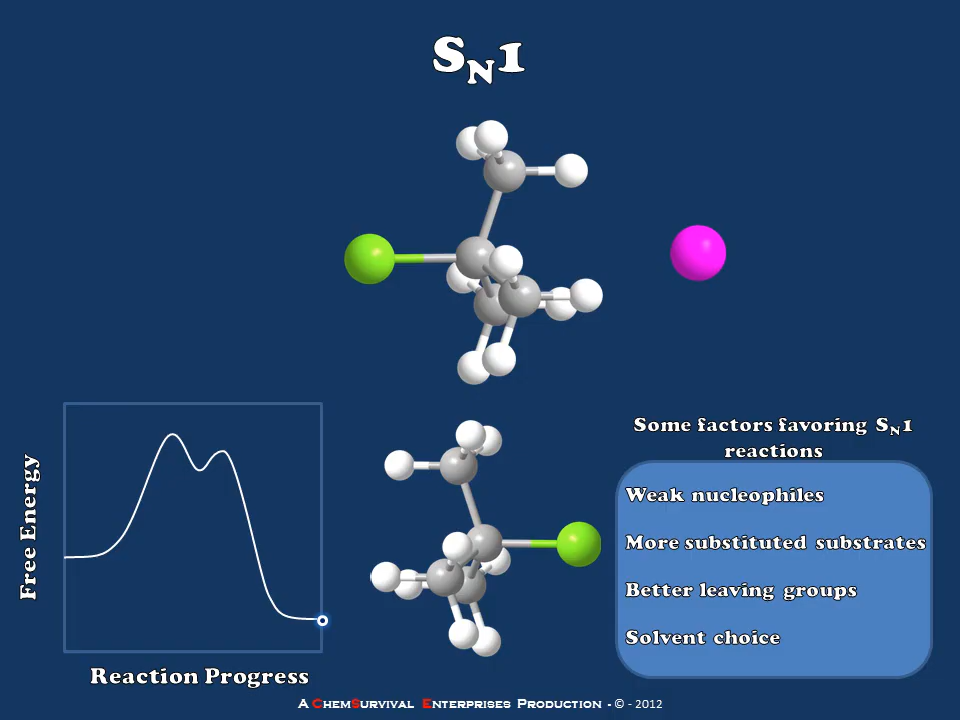 SN1
Some factors favoring SN1
reactions
Weak nucleophiles
More substituted substrates
Better leaving groups
Solvent choice
Free Energy
Reaction Progress
A ChemSurvival Enterprises Production - © - 2012